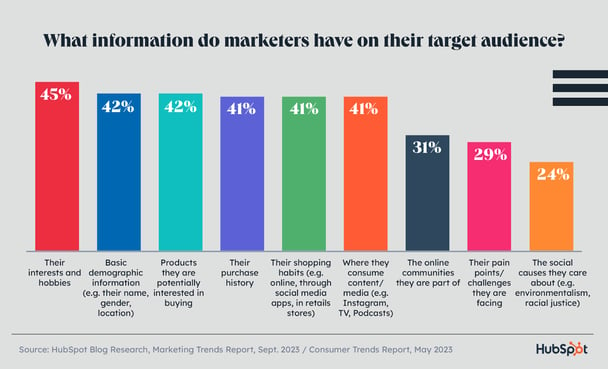 What information do marketers have on their target audience?
45%
42%
42%
41%
41%
41%
31%
29%
24%
Their
interests and
hobbies
Basic
demographic
information
(e.g. their name,
gender,
location)
Products
they are
potentially
interested in
buying
Their
purchase
history
Their shopping
habits (e.g.
online, through
social media
apps, in retails
stores)
Where they
consume
content/
media (e.g.
Instagram,
TV, Podcasts)
The online
communities
they are part of
Their pain
points/
challenges
they are
facing
The social
causes they care
about (e.g.
environmentalism,
racial justice)
Source: HubSpot Blog Research, Marketing Trends Report, Sept. 2023 / Consumer Trends Report, May 2023
HubSpot